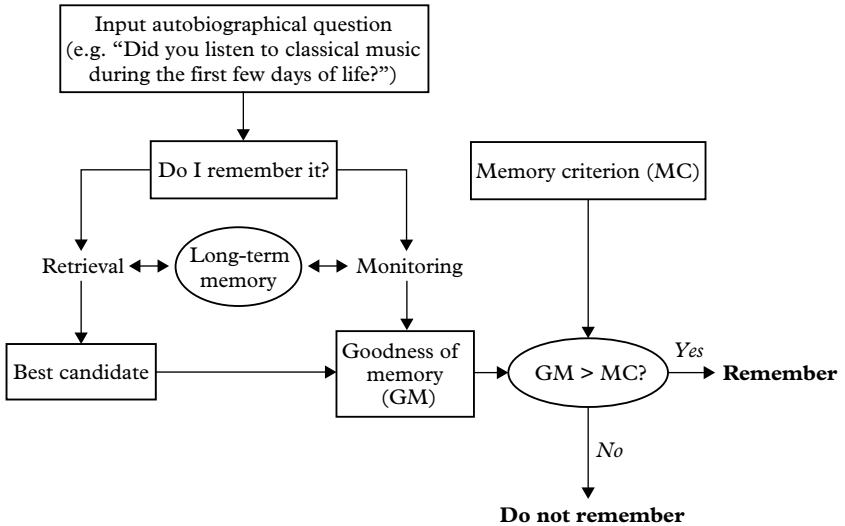 Input autobiographical question
(e.g. “Did you listen to classical music
during the first few days of life?”)
Do I remember it?
Memory criterion (MC)
Retrieval
Long-term
memory
Monitoring
Best candidate
Goodness of
memory
(GM)
GM > MC?
Yes
Remember
No
Do not remember